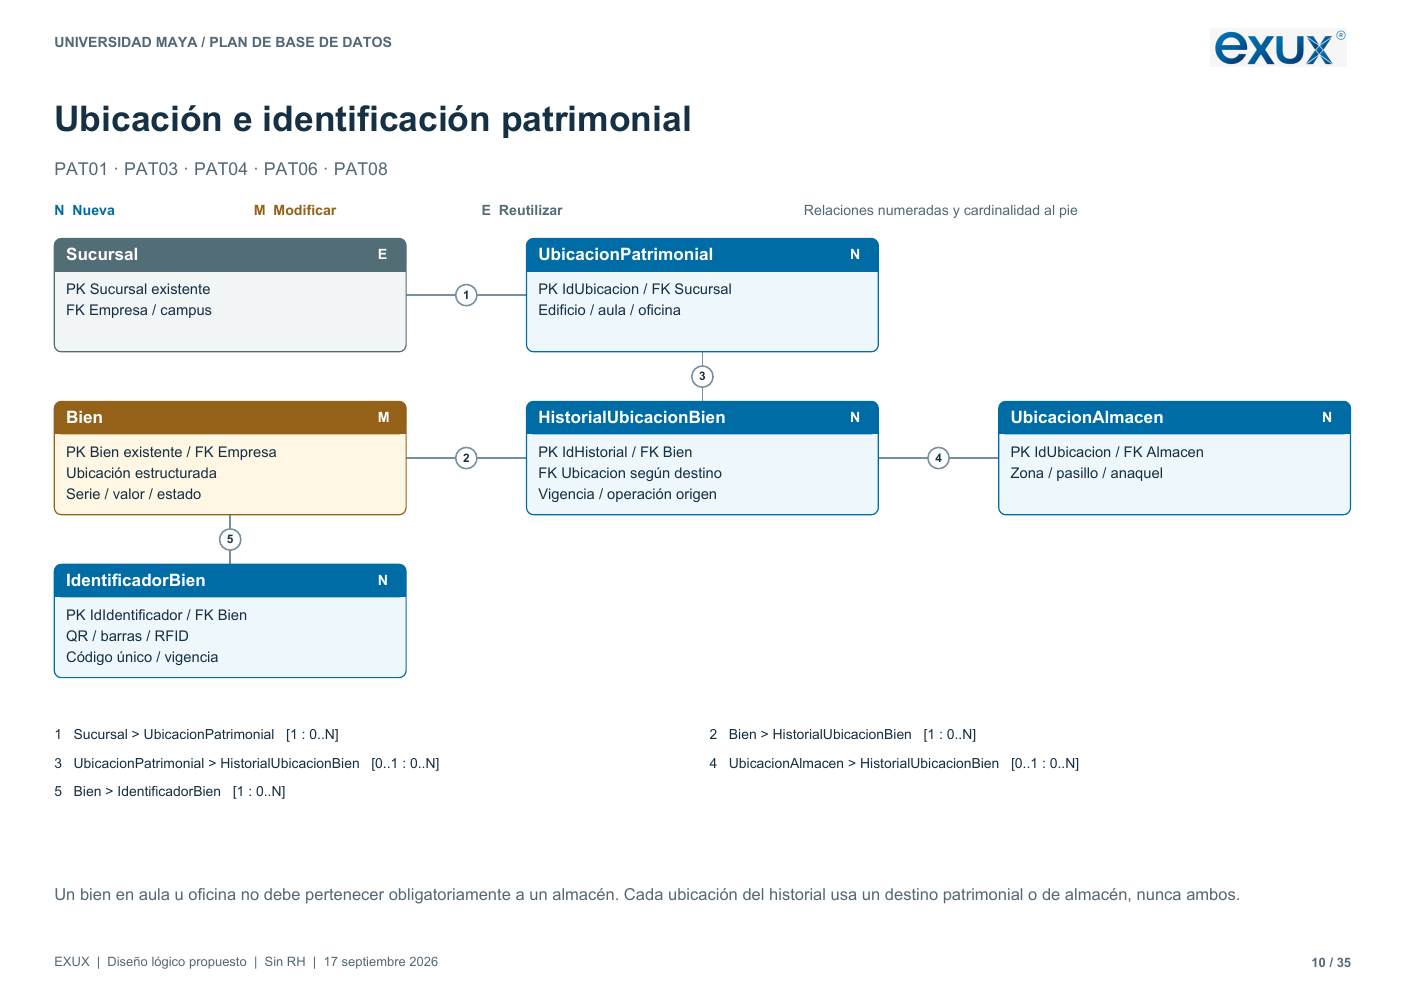 UNIVERSIDAD MAYA / PLAN DE BASE DE DATOS
exux®
Ubicación e identificación patrimonial
PAT01 · PAT03 · PAT04 · PAT06 · PAT08
N Nueva
M Modificar
E Reutilizar
Relaciones numeradas y cardinalidad al pie
Sucursal E
PK Sucursal existente
FK Empresa / campus
1
UbicacionPatrimonial N
PK IdUbicacion / FK Sucursal
Edificio / aula / oficina
3
Bien M
PK Bien existente / FK Empresa
Ubicación estructurada
Serie / valor / estado
2
HistorialUbicacionBien N
PK IdHistorial / FK Bien
FK Ubicacion según destino
Vigencia / operación origen
4
UbicacionAlmacen N
PK IdUbicacion / FK Almacen
Zona / pasillo / anaquel
5
IdentificadorBien N
PK IdIdentificador / FK Bien
QR / barras / RFID
Código único / vigencia
1 Sucursal > UbicacionPatrimonial [1 : 0..N]
2 Bien > HistorialUbicacionBien [1 : 0..N]
3 UbicacionPatrimonial > HistorialUbicacionBien [0..1 : 0..N]
4 UbicacionAlmacen > HistorialUbicacionBien [0..1 : 0..N]
5 Bien > IdentificadorBien [1 : 0..N]
Un bien en aula u oficina no debe pertenecer obligatoriamente a un almacén. Cada ubicación del historial usa un destino patrimonial o de almacén, nunca ambos.
EXUX | Diseño lógico propuesto | Sin RH | 17 septiembre 2026
10 / 35